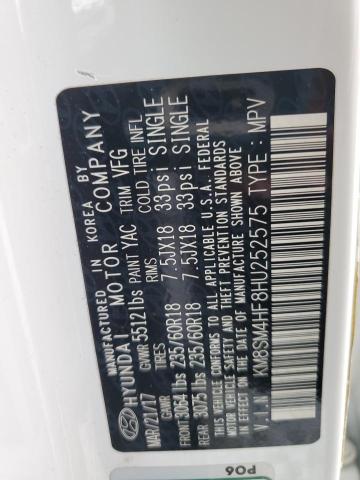 MANUFACTURED IN KOREA BY
HYUNDAI MOTOR COMPANY
MAR/21/17 GVWR 5512 lbs PAINT YAC TRIM VFG
GAWR TIRES RIMS COLD TIRE INFL
FRONT 3064 lbs 235/60R18 7.5JX18 33psi SINGLE
REAR 3075 lbs 235/60R18 7.5JX18 33psi SINGLE
THIS VEHICLE CONFORMS TO ALL APPLICABLE U.S.A. FEDERAL
MOTOR VEHICLE SAFETY, BUMPER, AND THEFT PREVENTION STANDARDS
IN EFFECT ON THE DATE OF MANUFACTURE SHOWN ABOVE
V.I.N : KM8SM4HF8HU252575 TYPE : MPV
P06